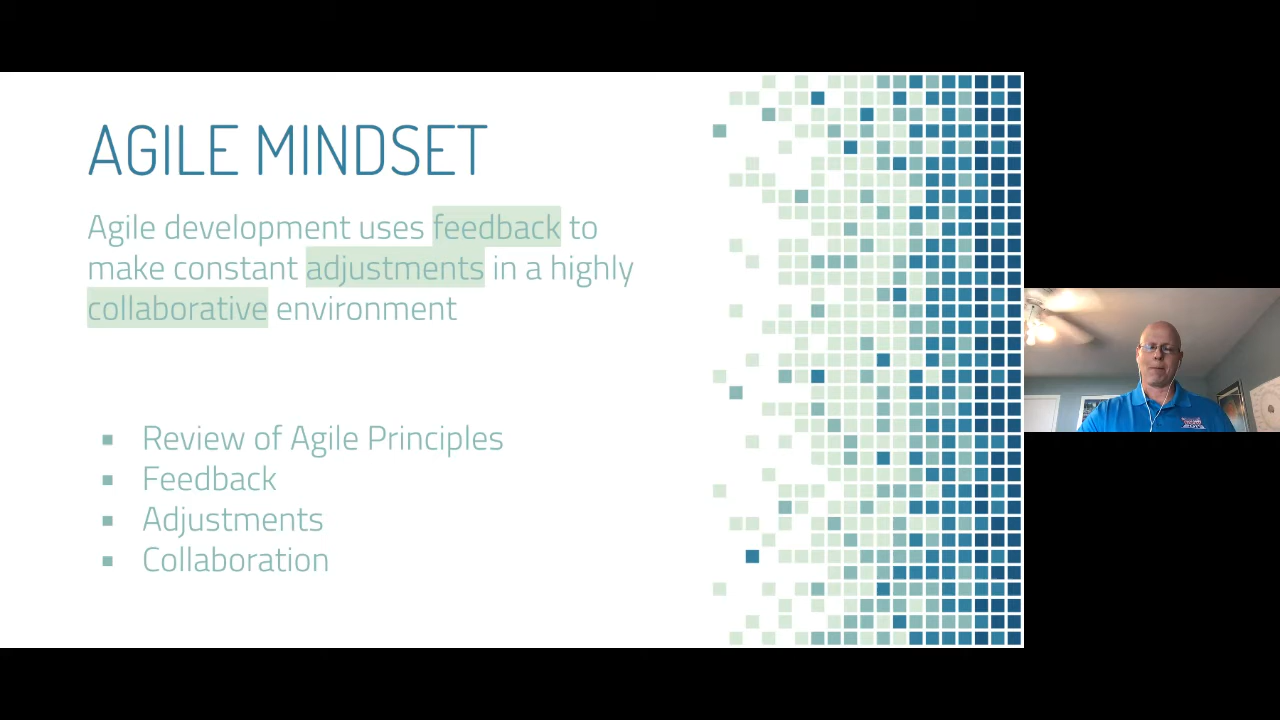 AGILE MINDSET
Agile development uses feedback to
make constant adjustments in a highly
collaborative environment
▪ Review of Agile Principles
▪ Feedback
▪ Adjustments
▪ Collaboration